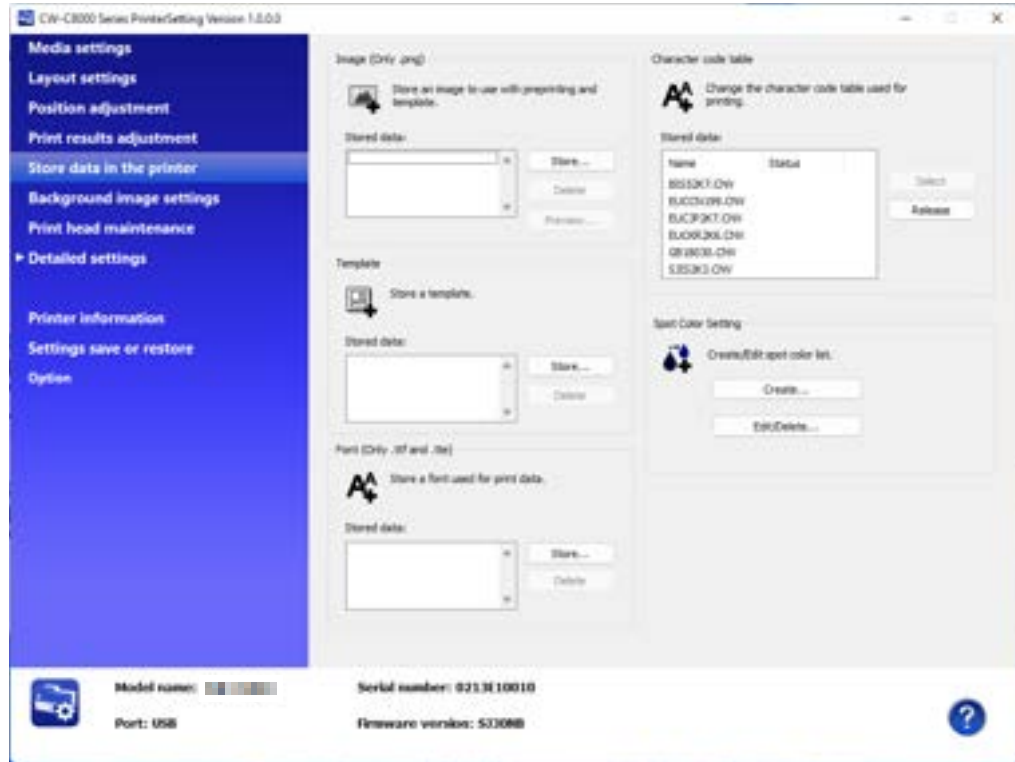 CW-C8000 Series PrinterSetting Version 1.0.0.0
Media settings
Layout settings
Position adjustment
Print results adjustment
Store data in the printer
Background image settings
Print head maintenance
Detailed settings
Printer information
Settings save or restore
Option
Image (Only .png)
Store an image to use with preprinting and
template.
Stored data:
Store...
Delete
Preview...
Template
Store a template.
Stored data:
Store...
Delete
Font (Only .ttf and .tte)
Store a font used for print data.
Stored data:
Store...
Delete
Character code table
Change the character code table used for
printing.
Stored data:
Name Status
Select
Release
GB18030.CNV
Spot Color Setting
Create/Edit spot color list.
Create...
Edit/Delete...
Model name:
Port: USB
Serial number: 0213E10010
Firmware version:
?